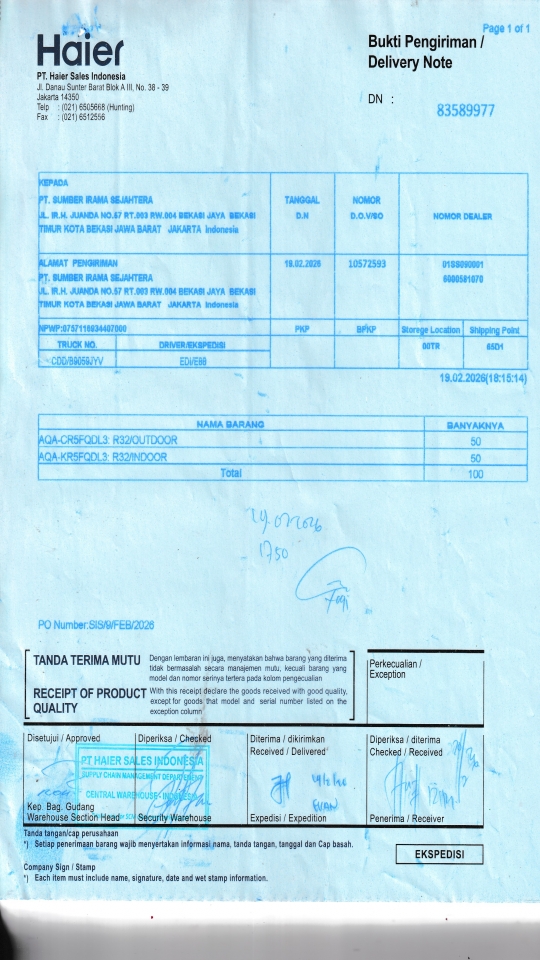 Page 1 of 1
Haier
PT. Haier Sales Indonesia
Jl. Danau Sunter Barat Blok A III, No. 38 - 39
Jakarta 14350
Telp : (021) 6505668 (Hunting)
Fax : (021) 6512556
Bukti Pengiriman /
Delivery Note
DN :
83589977
KEPADA
PT. SUMBER IRAMA SEJAHTERA
JL. IR.H. JUANDA NO.57 RT.003 RW.004 BEKASI JAYA BEKASI
TIMUR KOTA BEKASI JAWA BARAT JAKARTA Indonesia
TANGGAL
D.N
NOMOR
D.O.V/SO
NOMOR DEALER
ALAMAT PENGIRIMAN
PT. SUMBER IRAMA SEJAHTERA
JL. IR.H. JUANDA NO.57 RT.003 RW.004 BEKASI JAYA BEKASI
TIMUR KOTA BEKASI JAWA BARAT JAKARTA Indonesia
19.02.2026
10572593
PKP
BPKP
Storege Location
Shipping Point
TRUCK NO.
DRIVER/EKSPEDISI
00TR
65D1
19.02.2026(18:15:14)
NAMA BARANG
BANYAKNYA
AQA-CR5FQDL3: R32/OUTDOOR
50
AQA-KR5FQDL3: R32/INDOOR
50
Total
100
1750
PO Number:SIS/9/FEB/2026
TANDA TERIMA MUTU
Dengan lembaran ini juga, menyatakan bahwa barang yang diterima
tidak bermasalah secara manajemen mutu, kecuali barang yang
model dan nomor serinya tertera pada kolom pengecualian
RECEIPT OF PRODUCT
QUALITY
With this receipt declare the goods received with good quality,
except for goods that model and serial number listed on the
exception column
Perkecualian /
Exception
Disetujui / Approved
Diperiksa / Checked
Diterima / dikirimkan
Received / Delivered
Diperiksa / diterima
Checked / Received
PT HAIER SALES INDONESIA
SUPPLY CHAIN MANAGEMENT DEPARTEMENT
CENTRAL WAREHOUSE - INDONESIA
Kep. Bag. Gudang
Warehouse Section Head
Security Warehouse
Expedisi / Expedition
Penerima / Receiver
Tanda tangan/cap perusahaan
*) Setiap penerimaan barang wajib menyertakan informasi nama, tanda tangan, tanggal dan Cap basah.
EKSPEDISI
Company Sign / Stamp
*) Each item must include name, signature, date and wet stamp information.